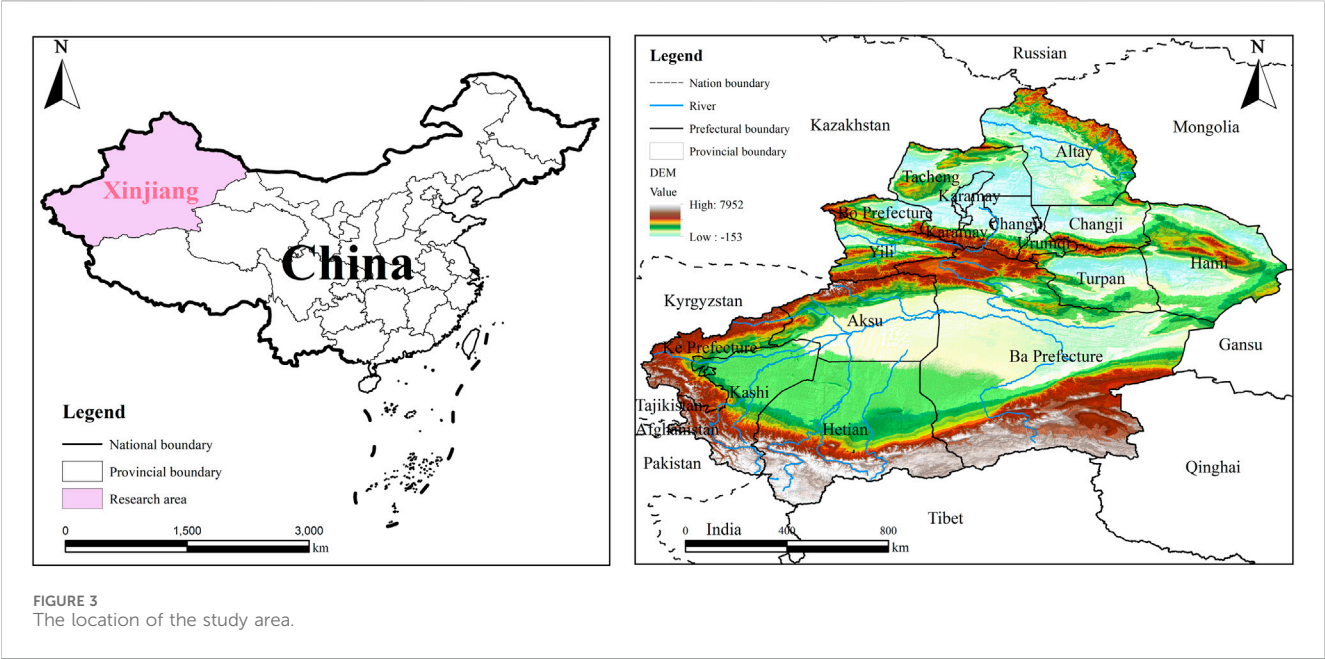 N
Xinjiang
China
Legend
National boundary
Provincial boundary
Research area
0 1,500 3,000
km
Legend
Nation boundary
River
Prefectural boundary
Provincial boundary
DEM
Value
High: 7952
Low : -153
N
Russian
Kazakhstan
Mongolia
Altay
Tacheng
Karamay
Bo Prefecture
Changji
Changji
Karamay
Urumqi
Yili
Hami
Turpan
Kyrgyzstan
Aksu
Gansu
Ke Prefecture
Ba Prefecture
Kashi
Tajikistan
Afghanistan
Hetian
Pakistan
Qinghai
Tibet
India
0 400 800
km
FIGURE 3
The location of the study area.